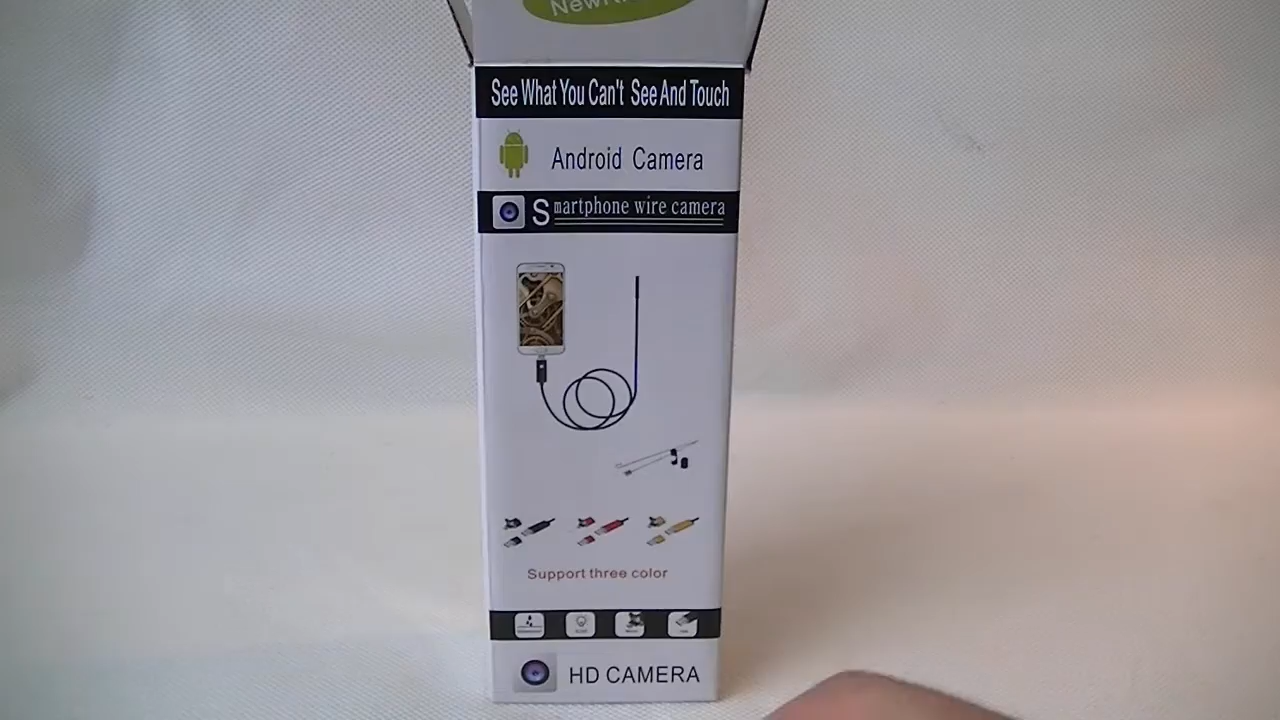 See What You Can't See And Touch
Android Camera
Smartphone wire camera
Support three color
HD CAMERA